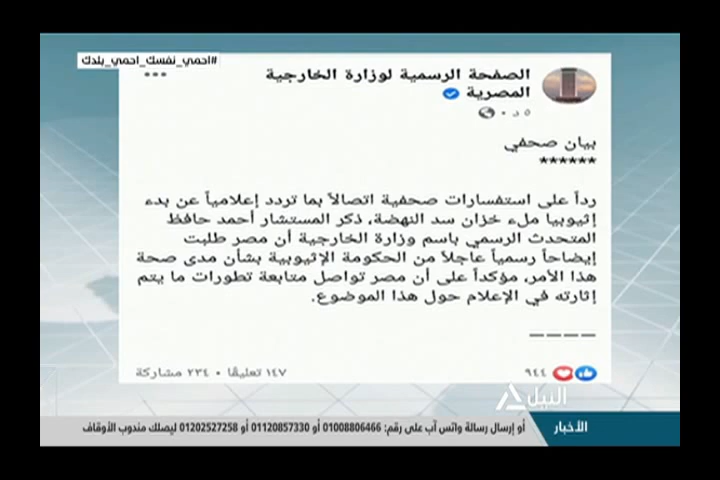 #احمي_نفسك_احمي_بلدك
الصفحة الرسمية لوزارة الخارجية
المصرية
٥ د •
بيان صحفي
******
رداً على استفسارات صحفية اتصالاً بما تردد إعلامياً عن بدء
إثيوبيا ملء خزان سد النهضة، ذكر المستشار أحمد حافظ
المتحدث الرسمي باسم وزارة الخارجية أن مصر طلبت
إيضاحاً رسمياً عاجلاً من الحكومة الإثيوبية بشأن مدى صحة
هذا الأمر، مؤكداً على أن مصر تواصل متابعة تطورات ما يتم
إثارته في الإعلام حول هذا الموضوع.
————
٩٤٤
١٤٧ تعليقًا • ٢٣٤ مشاركة
النيل
الأخبار
أو إرسال رسالة واتس آب على رقم: 01008806466 أو 01120857330 أو 01202527258 ليصلك مندوب الأوقاف